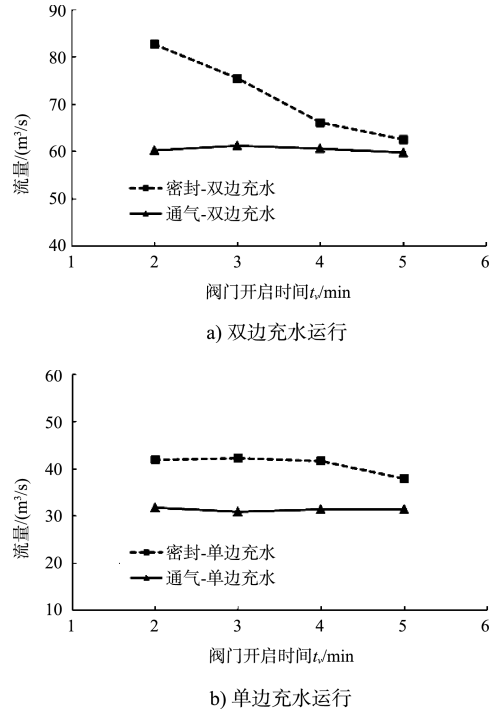 90
80
70
60
50
40
流量/(m³/s)
密封-双边充水
通气-双边充水
1 2 3 4 5 6
阀门开启时间tᵥ/min
a) 双边充水运行
60
50
40
30
20
10
流量/(m³/s)
密封-单边充水
通气-单边充水
1 2 3 4 5 6
阀门开启时间tᵥ/min
b) 单边充水运行